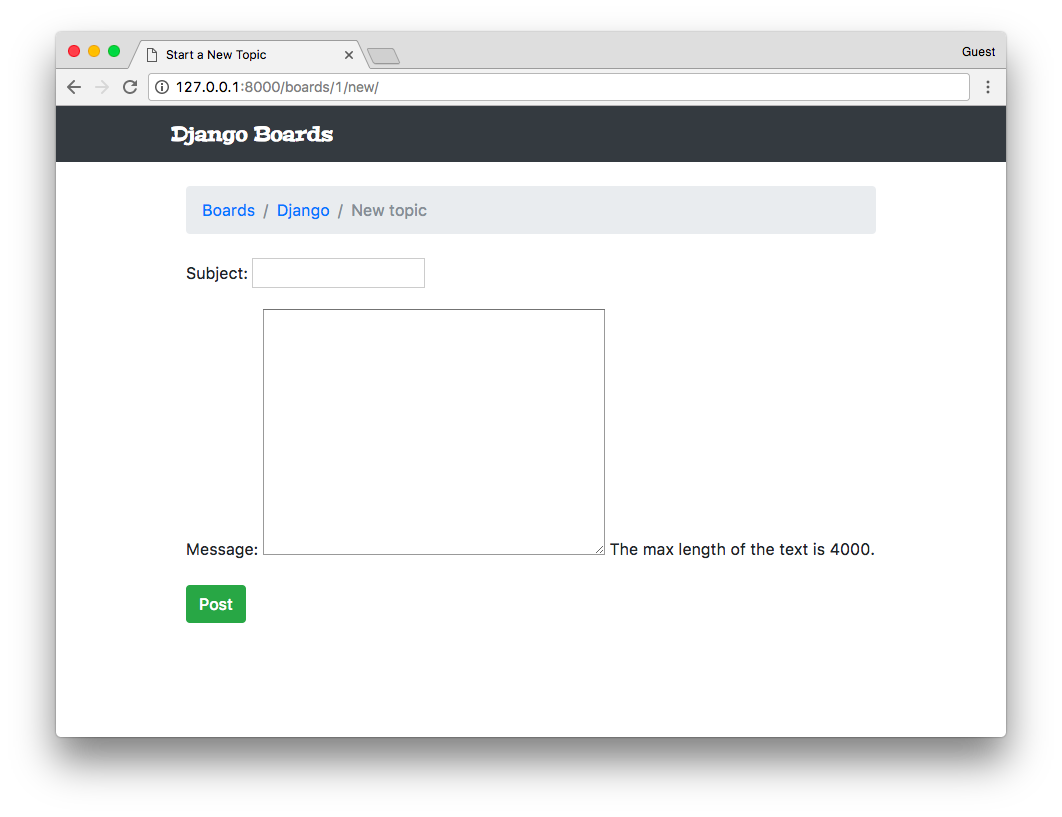 Start a New Topic
Guest
127.0.0.1:8000/boards/1/new/
Django Boards
Boards / Django / New topic
Subject:
Message: The max length of the text is 4000.
Post